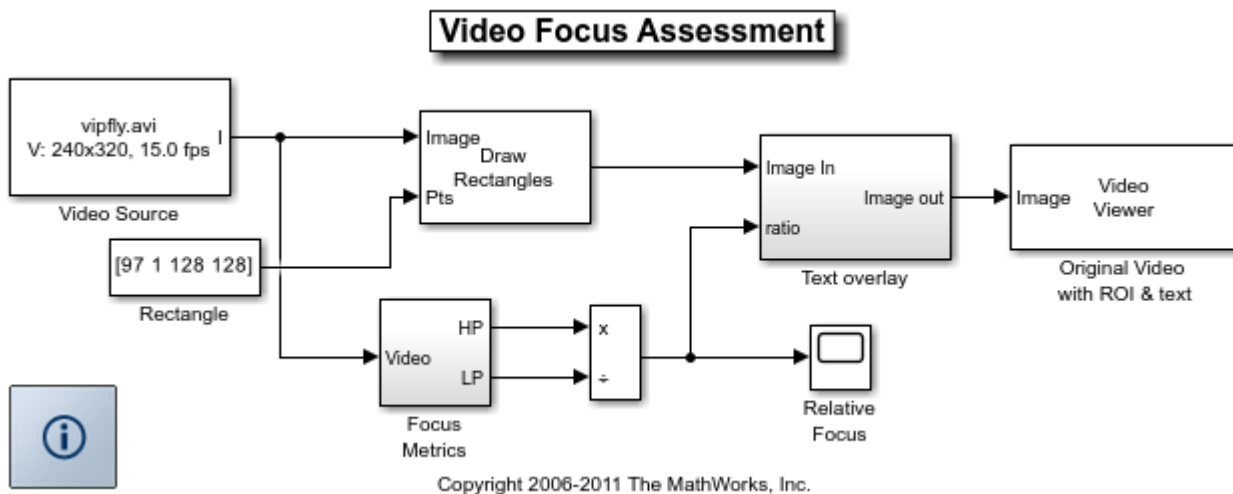 Video Focus Assessment
vipfly.avi
V: 240x320, 15.0 fps
I
Video Source
[97 1 128 128]
Rectangle
Image
Pts
Draw
Rectangles
Image In
ratio
Image out
Text overlay
Image
Video
Viewer
Original Video
with ROI & text
Video
HP
LP
Focus
Metrics
x
÷
Relative
Focus
i
Copyright 2006-2011 The MathWorks, Inc.